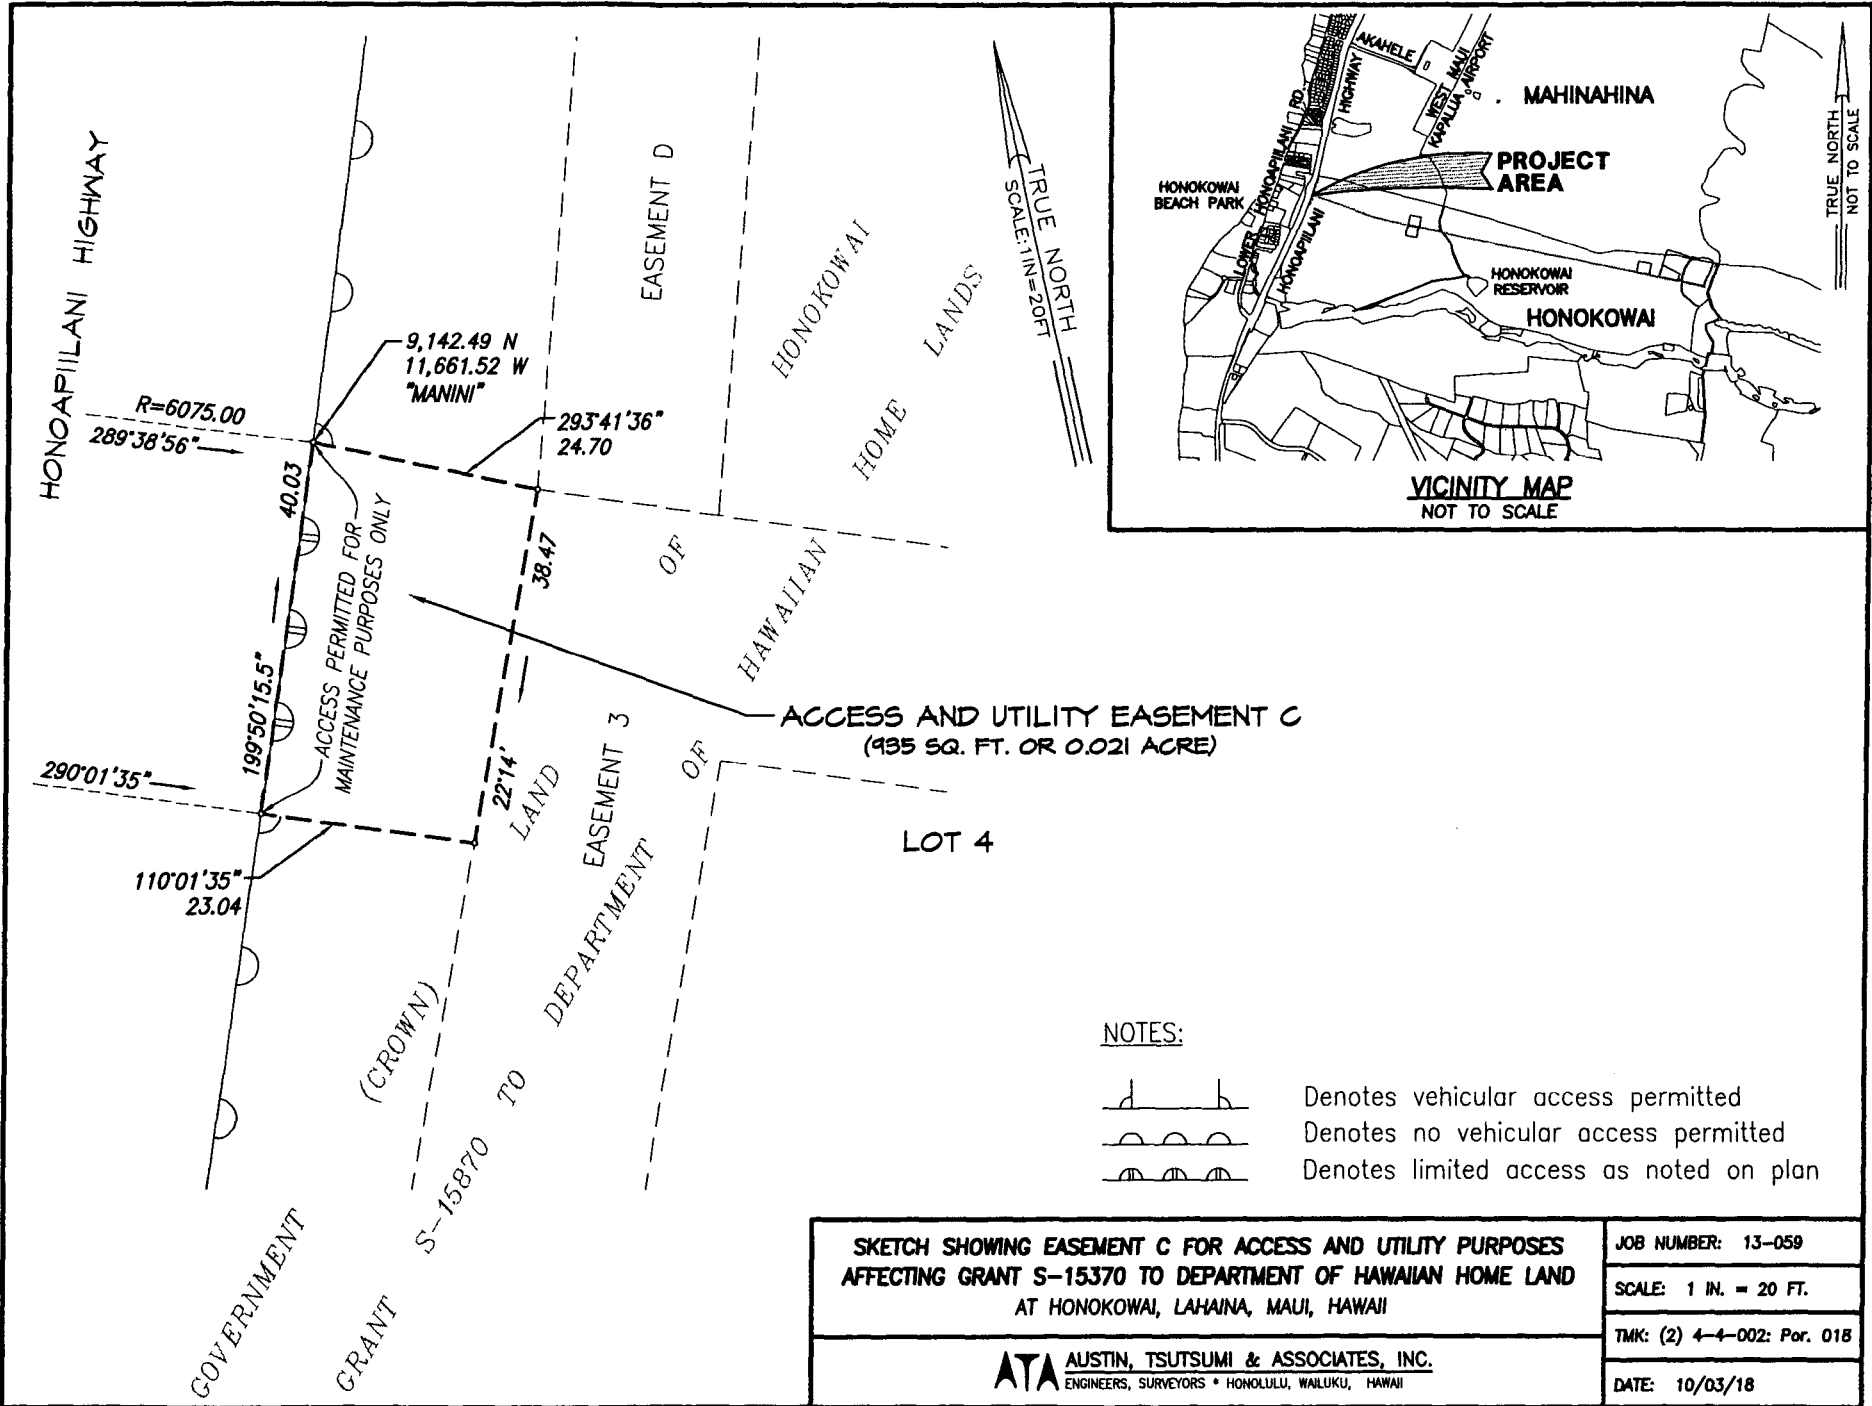 HONOAPIILANI HIGHWAY
R=6075.00
289°38'56"
9,142.49 N
11,661.52 W
"MANINI"
293°41'36"
24.70
EASEMENT D
HONOKOWAI
LANDS
HOME
HAWAIIAN
OF
TRUE NORTH
SCALE:1IN=20FT
40.03
38.47
ACCESS PERMITTED FOR
MAINTENANCE PURPOSES ONLY
199°50'15.5"
290°01'35"
22°14'
110°01'35"
23.04
ACCESS AND UTILITY EASEMENT C
(935 SQ. FT. OR 0.021 ACRE)
LOT 4
EASEMENT 3
LAND
OF
DEPARTMENT
(CROWN)
TO
S-15870
GOVERNMENT
GRANT
AKAHELE
WEST MAUI
KAPALUA AIRPORT
MAHINAHINA
HIGHWAY
RD.
HONOAPIILANI
LOWER
HONOAPIILANI
PROJECT
AREA
HONOKOWAI
BEACH PARK
HONOKOWAI
RESERVOIR
HONOKOWAI
TRUE NORTH
NOT TO SCALE
VICINITY MAP
NOT TO SCALE
NOTES:
Denotes vehicular access permitted
Denotes no vehicular access permitted
Denotes limited access as noted on plan
SKETCH SHOWING EASEMENT C FOR ACCESS AND UTILITY PURPOSES
AFFECTING GRANT S-15370 TO DEPARTMENT OF HAWAIIAN HOME LAND
AT HONOKOWAI, LAHAINA, MAUI, HAWAII
ATA AUSTIN, TSUTSUMI & ASSOCIATES, INC.
ENGINEERS, SURVEYORS * HONOLULU, WAILUKU, HAWAII
JOB NUMBER: 13-059
SCALE: 1 IN. = 20 FT.
TMK: (2) 4-4-002: Por. 018
DATE: 10/03/18